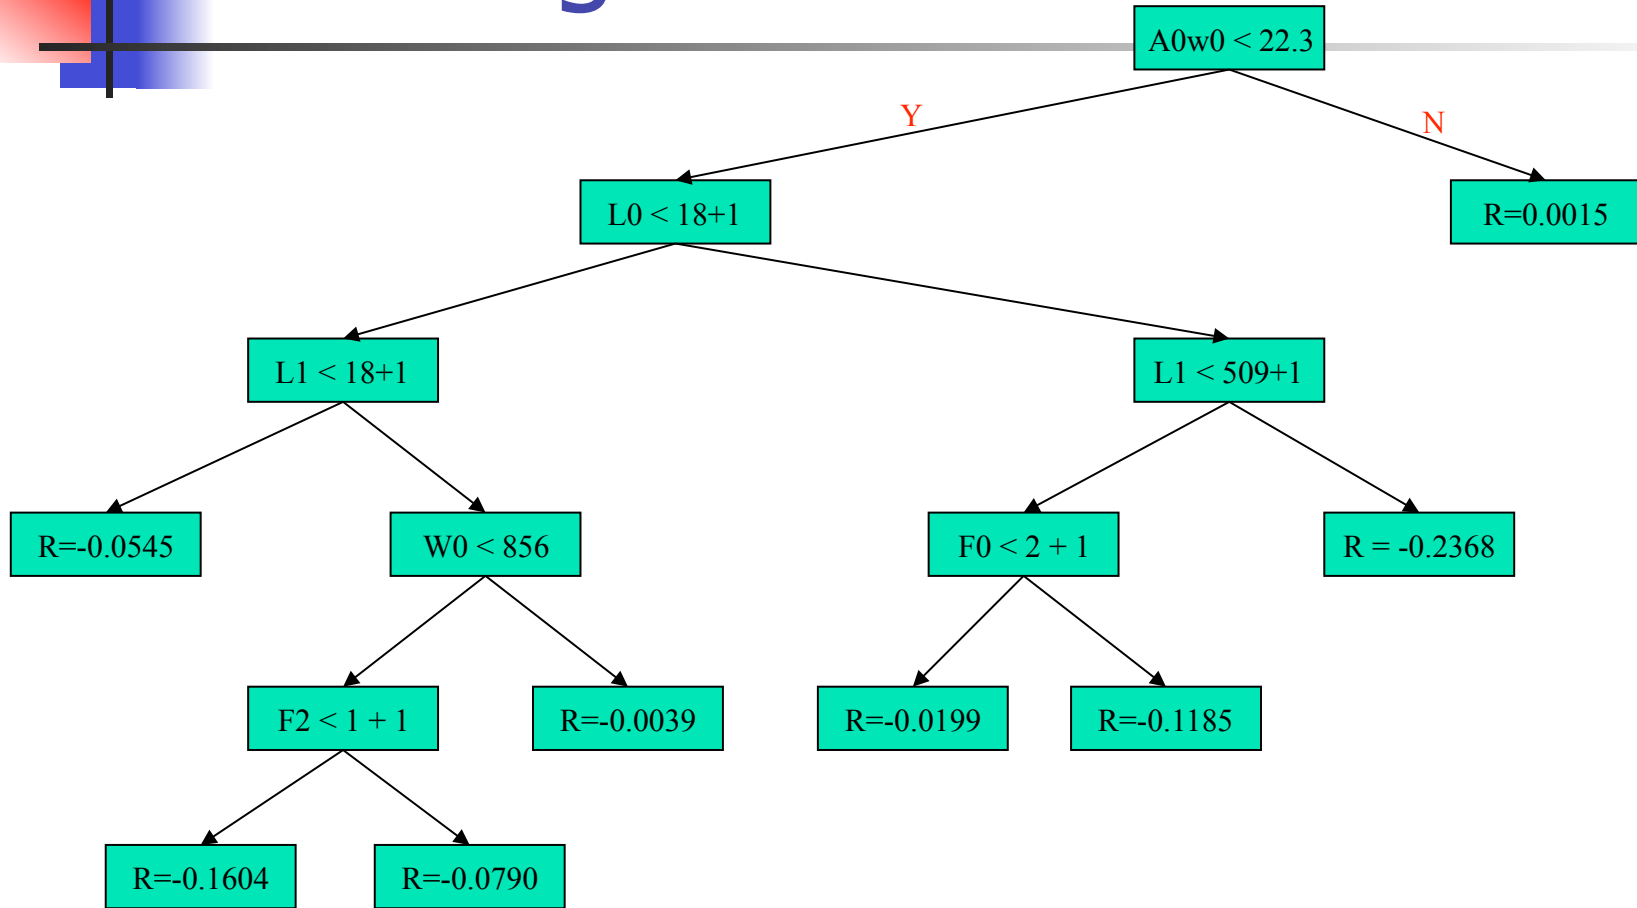 A0w0 < 22.3
Y
N
L0 < 18+1
R=0.0015
L1 < 18+1
L1 < 509+1
R=-0.0545
W0 < 856
F0 < 2 + 1
R = -0.2368
F2 < 1 + 1
R=-0.0039
R=-0.0199
R=-0.1185
R=-0.1604
R=-0.0790